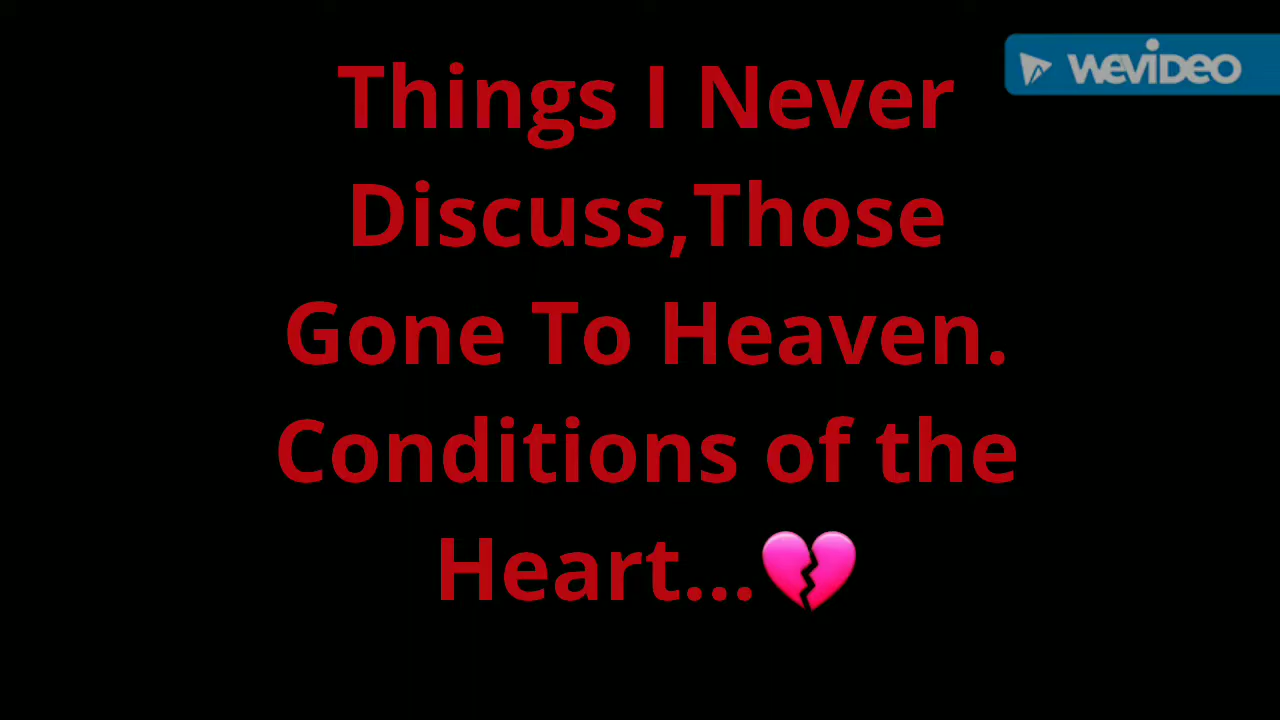 WEVIDEO
Things I Never
Discuss,Those
Gone To Heaven.
Conditions of the
Heart...💔